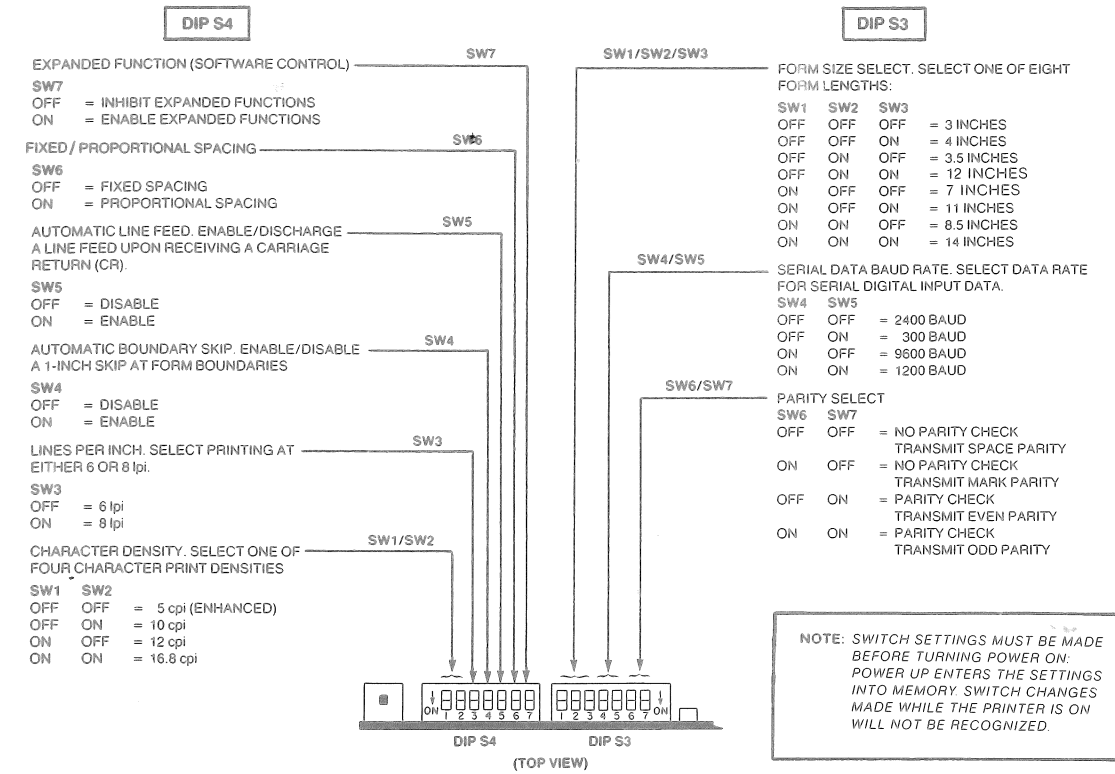 DIP S4
EXPANDED FUNCTION (SOFTWARE CONTROL)
SW7
SW7
OFF = INHIBIT EXPANDED FUNCTIONS
ON = ENABLE EXPANDED FUNCTIONS
FIXED / PROPORTIONAL SPACING
SW6
SW6
OFF = FIXED SPACING
ON = PROPORTIONAL SPACING
AUTOMATIC LINE FEED. ENABLE/DISCHARGE
A LINE FEED UPON RECEIVING A CARRIAGE
RETURN (CR).
SW5
SW5
OFF = DISABLE
ON = ENABLE
AUTOMATIC BOUNDARY SKIP. ENABLE/DISABLE
A 1-INCH SKIP AT FORM BOUNDARIES
SW4
SW4
OFF = DISABLE
ON = ENABLE
LINES PER INCH. SELECT PRINTING AT
EITHER 6 OR 8 lpi.
SW3
SW3
OFF = 6 lpi
ON = 8 lpi
CHARACTER DENSITY. SELECT ONE OF
FOUR CHARACTER PRINT DENSITIES
SW1/SW2
SW1 SW2
OFF OFF = 5 cpi (ENHANCED)
OFF ON = 10 cpi
ON OFF = 12 cpi
ON ON = 16.8 cpi
DIP S3
SW1/SW2/SW3
FORM SIZE SELECT. SELECT ONE OF EIGHT
FORM LENGTHS:
SW1 SW2 SW3
OFF OFF OFF = 3 INCHES
OFF OFF ON = 4 INCHES
OFF ON OFF = 3.5 INCHES
OFF ON ON = 12 INCHES
ON OFF OFF = 7 INCHES
ON OFF ON = 11 INCHES
ON ON OFF = 8.5 INCHES
ON ON ON = 14 INCHES
SW4/SW5
SERIAL DATA BAUD RATE. SELECT DATA RATE
FOR SERIAL DIGITAL INPUT DATA.
SW4 SW5
OFF OFF = 2400 BAUD
OFF ON = 300 BAUD
ON OFF = 9600 BAUD
ON ON = 1200 BAUD
SW6/SW7
PARITY SELECT
SW6 SW7
OFF OFF = NO PARITY CHECK
TRANSMIT SPACE PARITY
ON OFF = NO PARITY CHECK
TRANSMIT MARK PARITY
OFF ON = PARITY CHECK
TRANSMIT EVEN PARITY
ON ON = PARITY CHECK
TRANSMIT ODD PARITY
NOTE: SWITCH SETTINGS MUST BE MADE
BEFORE TURNING POWER ON:
POWER UP ENTERS THE SETTINGS
INTO MEMORY. SWITCH CHANGES
MADE WHILE THE PRINTER IS ON
WILL NOT BE RECOGNIZED.
ON 1 2 3 4 5 6 7
1 2 3 4 5 6 7 ON
DIP S4
DIP S3
(TOP VIEW)